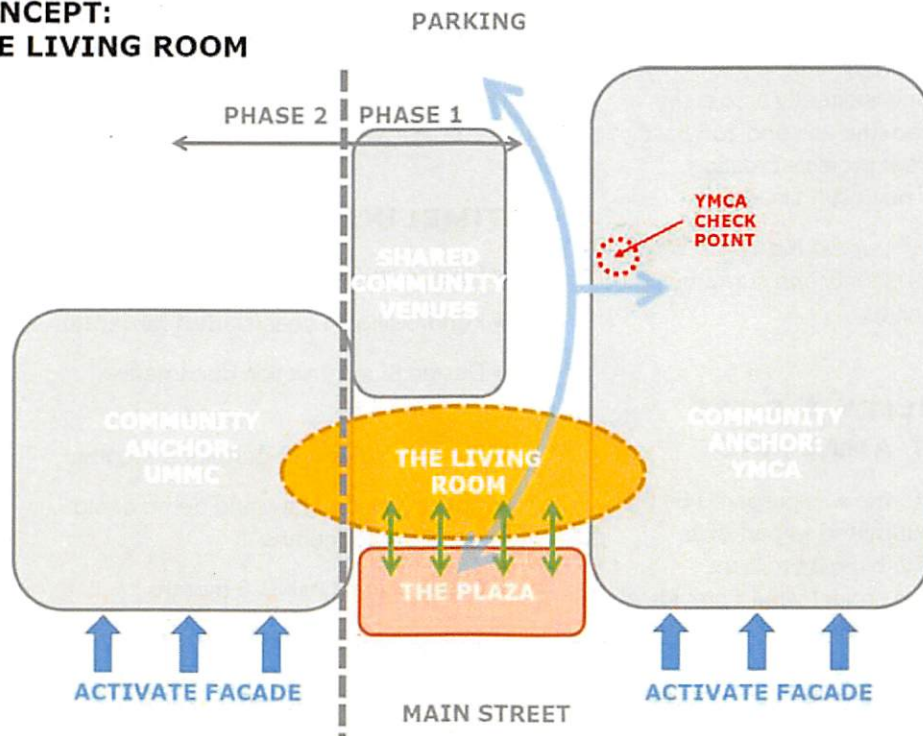 NCEPT:
E LIVING ROOM
PARKING
PHASE 2
PHASE 1
YMCA
CHECK
POINT
SHARED
COMMUNITY
VENUES
COMMUNITY
ANCHOR:
UMMC
THE LIVING
ROOM
COMMUNITY
ANCHOR:
YMCA
THE PLAZA
ACTIVATE FACADE
ACTIVATE FACADE
MAIN STREET